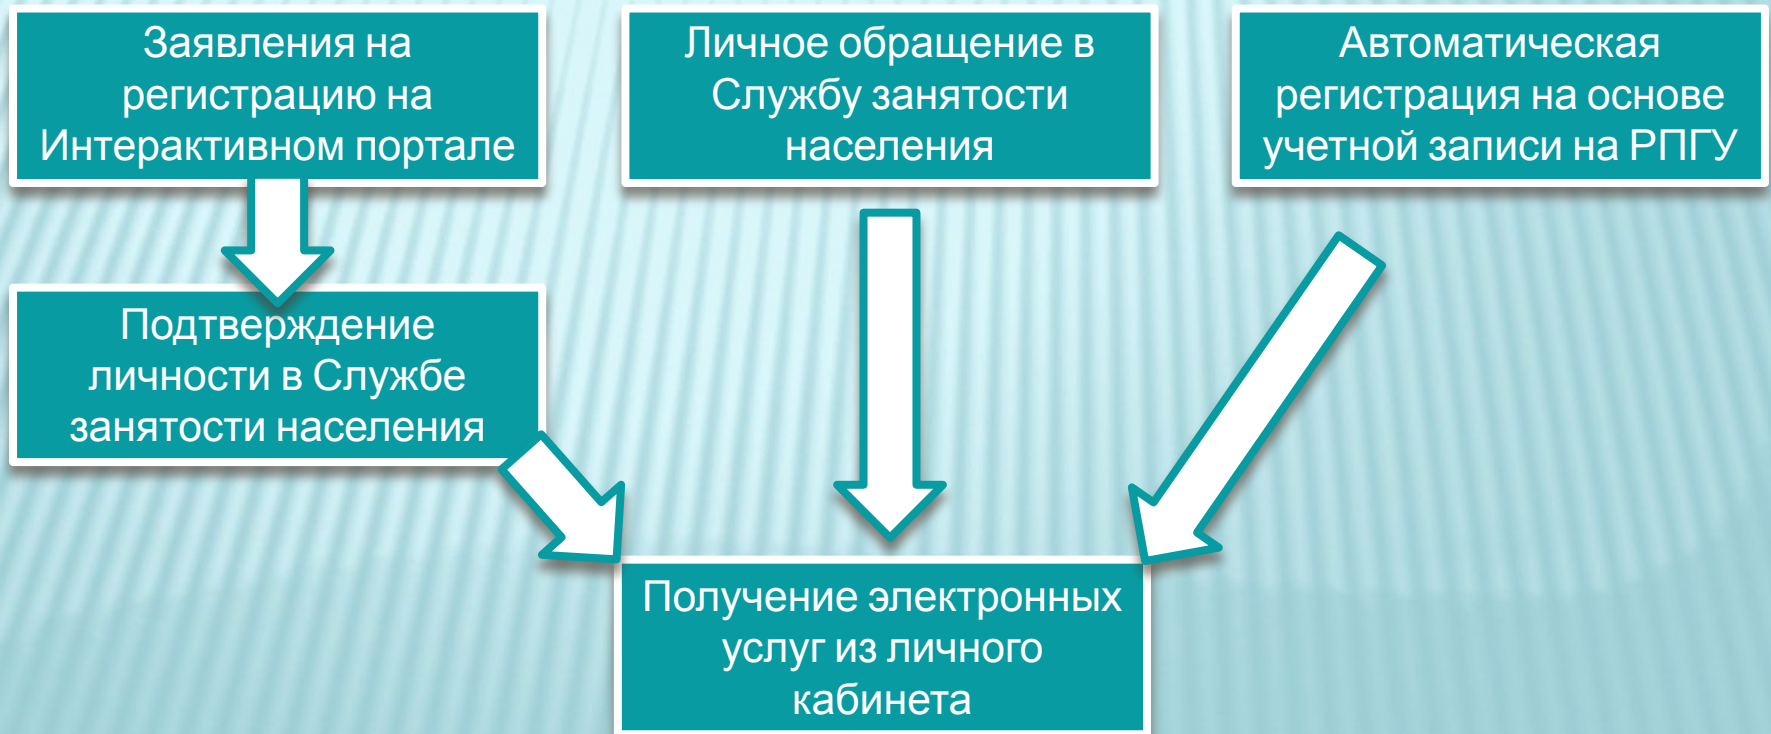 Заявления на
регистрацию на
Интерактивном портале
Личное обращение в
Службу занятости
населения
Автоматическая
регистрация на основе
учетной записи на РПГУ
Подтверждение
личности в Службе
занятости населения
Получение электронных
услуг из личного
кабинета